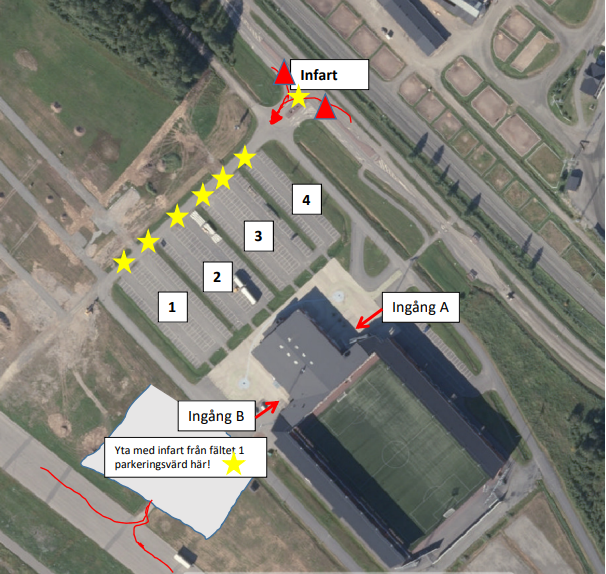 Infart
4
3
2
1
Ingång A
Ingång B
Yta med infart från fältet 1
parkeringsvärd här!